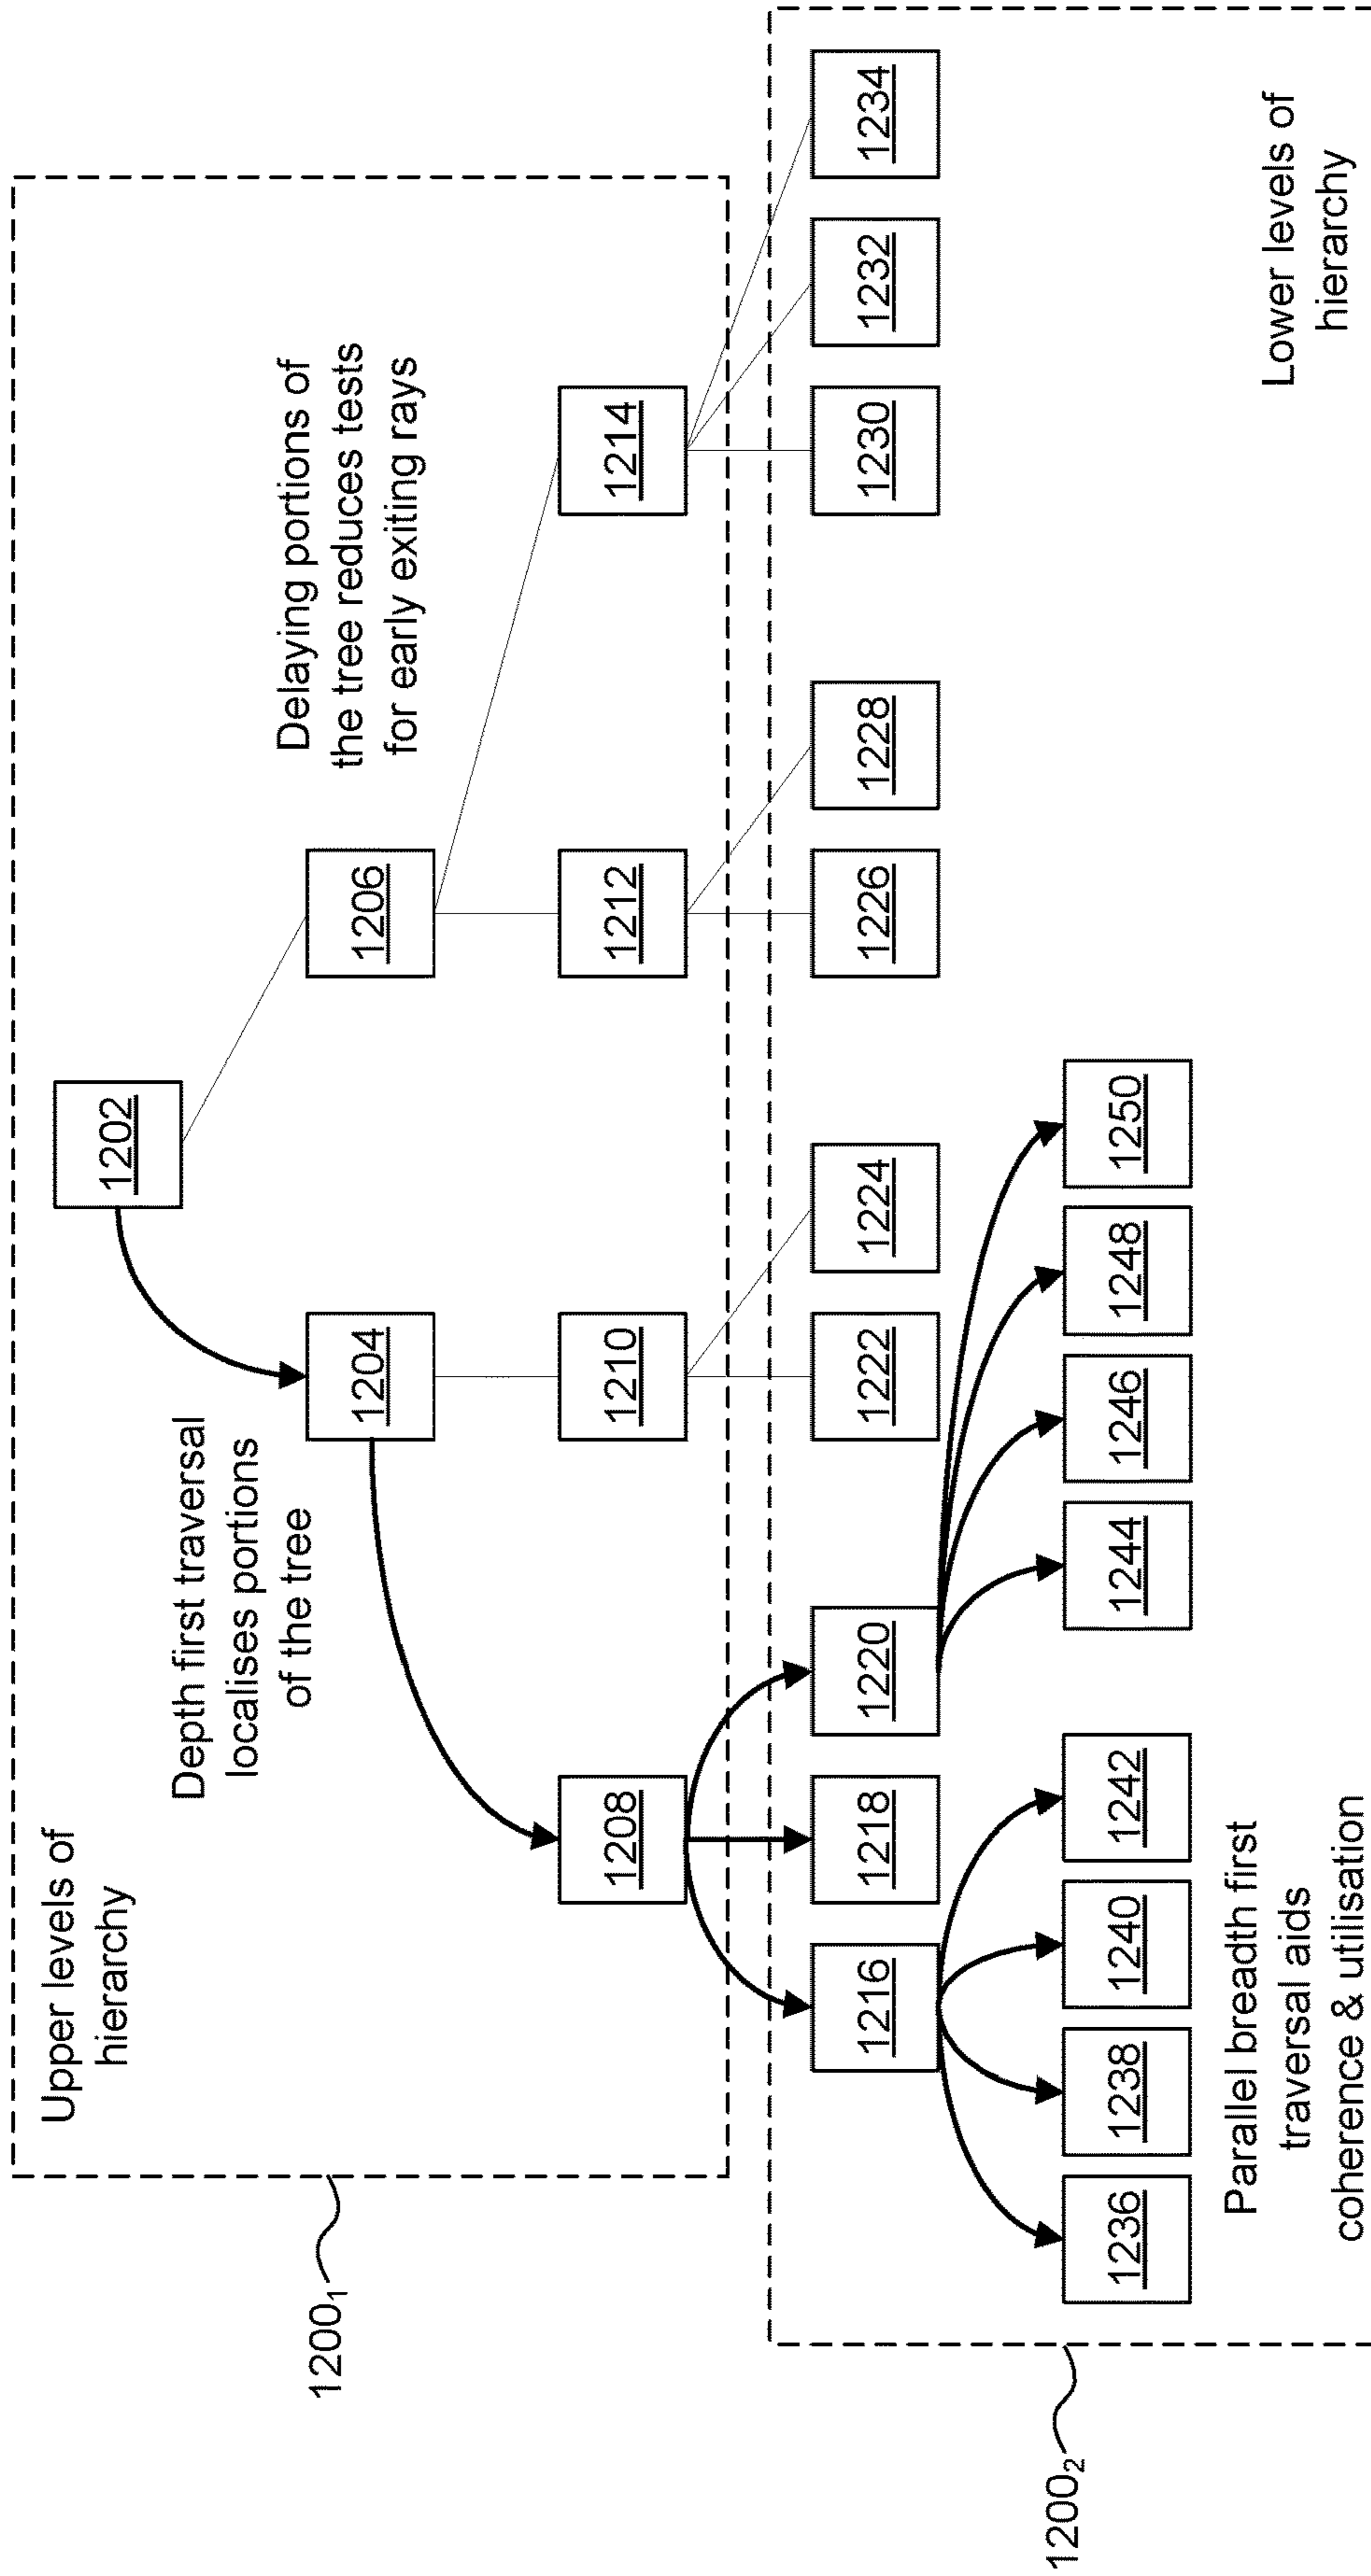 Upper levels of
hierarchy
1200₁
Depth first traversal
localises portions
of the tree
Delaying portions of
the tree reduces tests
for early exiting rays
1202
1204
1206
1208
1210
1212
1214
1216
1218
1220
1222
1224
1226
1228
1230
1232
1234
1236
1238
1240
1242
1244
1246
1248
1250
1200₂
Parallel breadth first
traversal aids
coherence & utilisation
Lower levels of
hierarchy